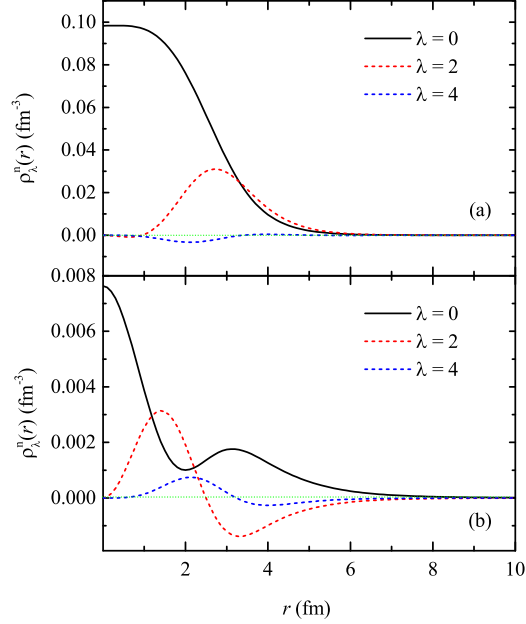 0.10
0.08
0.06
0.04
0.02
0.00
ρ_λ^n(r) (fm^-3)
λ = 0
λ = 2
λ = 4
(a)
0.008
0.006
0.004
0.002
0.000
ρ_λ^n(r) (fm^-3)
λ = 0
λ = 2
λ = 4
(b)
2 4 6 8 10
r (fm)